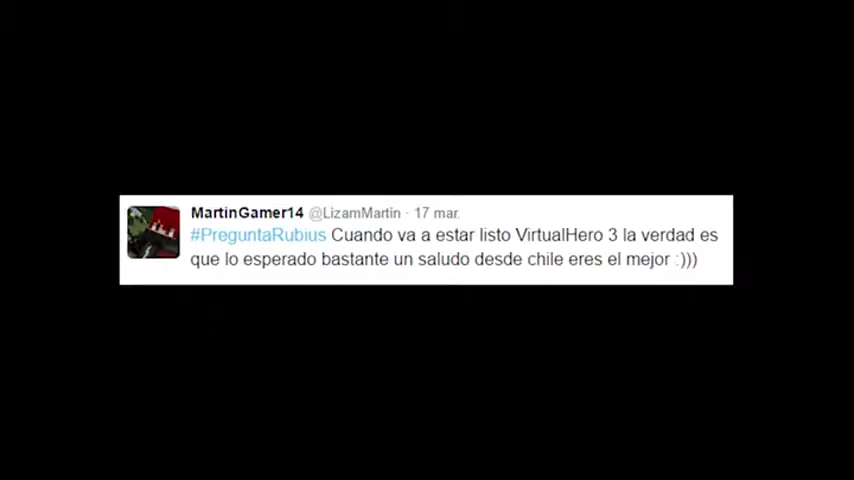 MartinGamer14 @LizamMartin · 17 mar.
#PreguntaRubius Cuando va a estar listo VirtualHero 3 la verdad es
que lo esperado bastante un saludo desde chile eres el mejor :)))